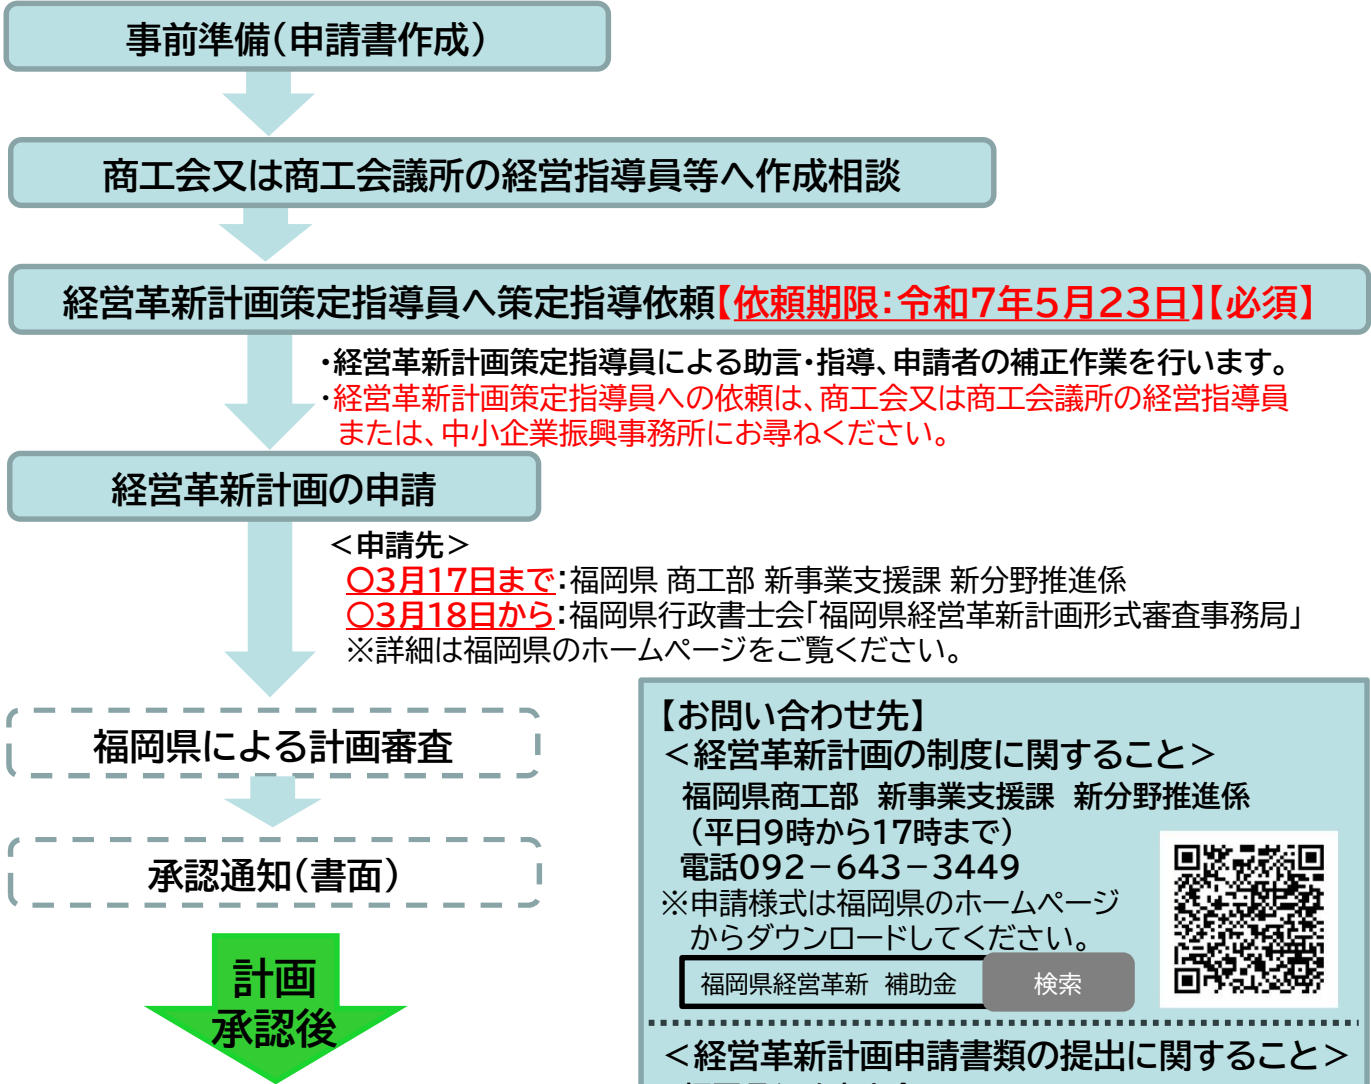 事前準備(申請書作成)
商工会又は商工会議所の経営指導員等へ作成相談
経営革新計画策定指導員へ策定指導依頼【依頼期限:令和7年5月23日】【必須】
・経営革新計画策定指導員による助言・指導、申請者の補正作業を行います。
・経営革新計画策定指導員への依頼は、商工会又は商工会議所の経営指導員
または、中小企業振興事務所にお尋ねください。
経営革新計画の申請
<申請先>
○3月17日まで:福岡県 商工部 新事業支援課 新分野推進係
○3月18日から:福岡県行政書士会「福岡県経営革新計画形式審査事務局」
※詳細は福岡県のホームページをご覧ください。
福岡県による計画審査
承認通知(書面)
計画
承認後
【お問い合わせ先】
<経営革新計画の制度に関すること>
福岡県商工部 新事業支援課 新分野推進係
(平日9時から17時まで)
電話092-643-3449
※申請様式は福岡県のホームページ
からダウンロードしてください。
福岡県経営革新 補助金 検索
<経営革新計画申請書類の提出に関すること>